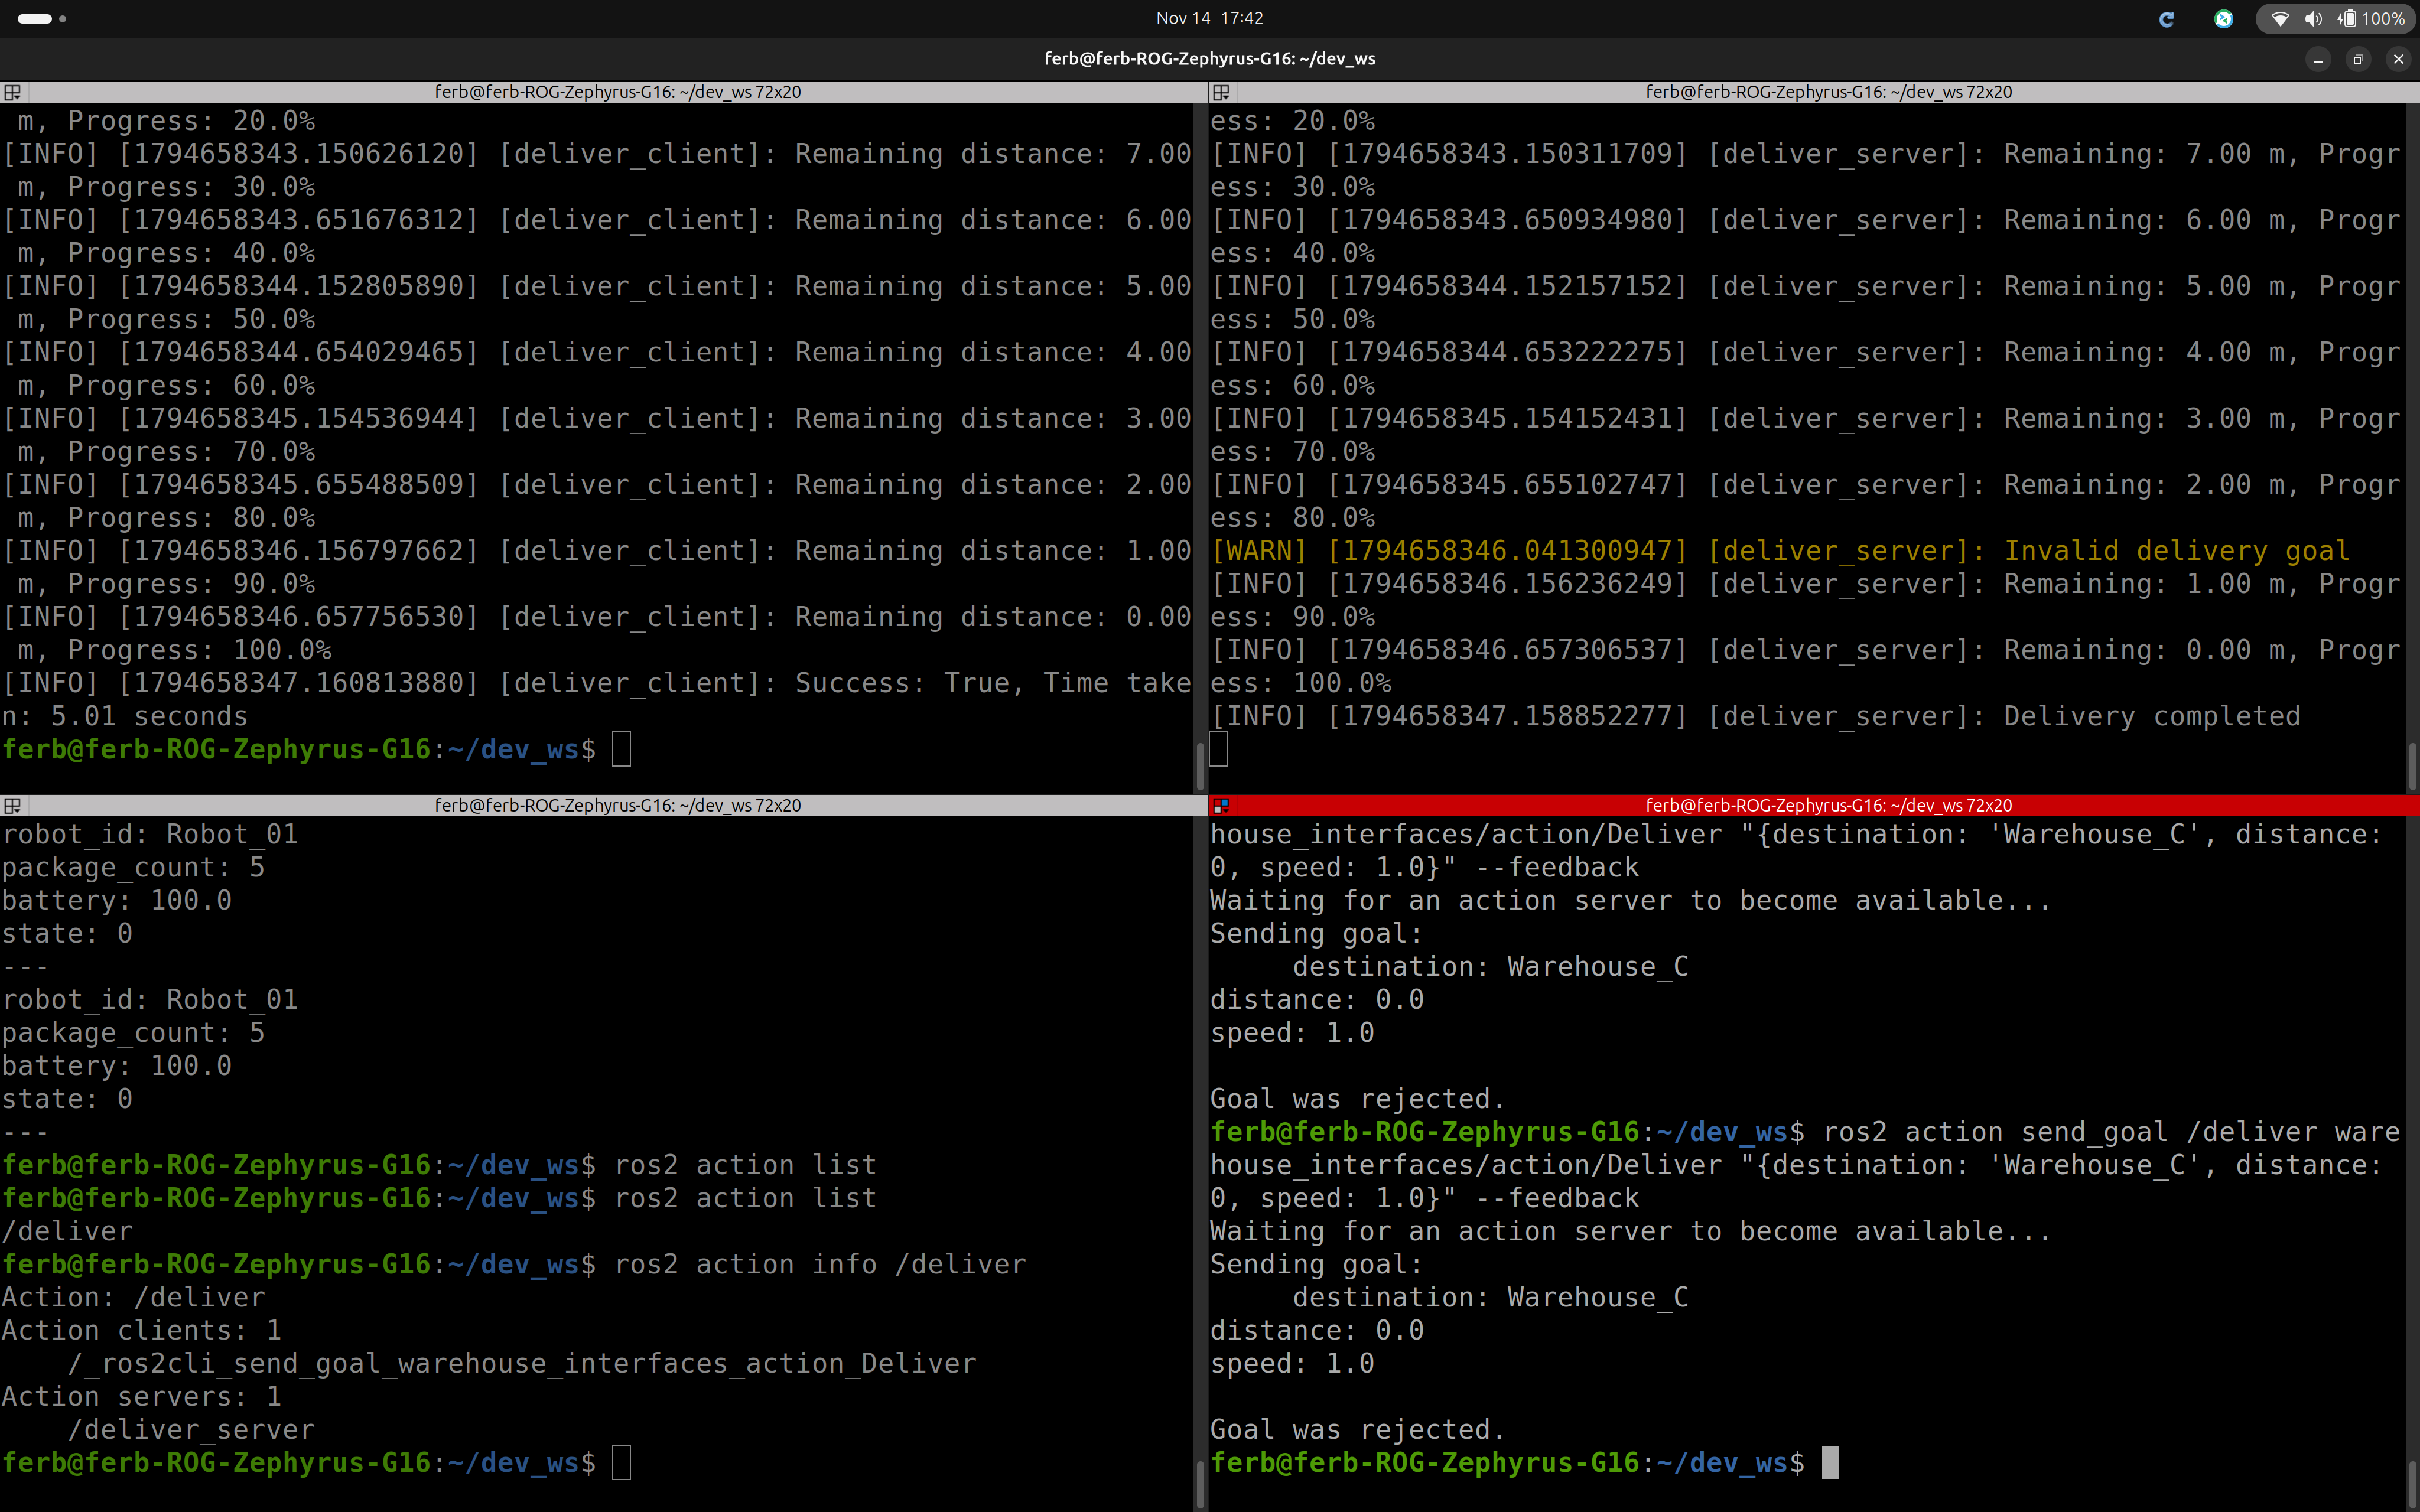 Nov 14 17:42
100%
ferb@ferb-ROG-Zephyrus-G16: ~/dev_ws
ferb@ferb-ROG-Zephyrus-G16: ~/dev_ws 72x20
 m, Progress: 20.0%
[INFO] [1794658343.150626120] [deliver_client]: Remaining distance: 7.00
 m, Progress: 30.0%
[INFO] [1794658343.651676312] [deliver_client]: Remaining distance: 6.00
 m, Progress: 40.0%
[INFO] [1794658344.152805890] [deliver_client]: Remaining distance: 5.00
 m, Progress: 50.0%
[INFO] [1794658344.654029465] [deliver_client]: Remaining distance: 4.00
 m, Progress: 60.0%
[INFO] [1794658345.154536944] [deliver_client]: Remaining distance: 3.00
 m, Progress: 70.0%
[INFO] [1794658345.655488509] [deliver_client]: Remaining distance: 2.00
 m, Progress: 80.0%
[INFO] [1794658346.156797662] [deliver_client]: Remaining distance: 1.00
 m, Progress: 90.0%
[INFO] [1794658346.657756530] [deliver_client]: Remaining distance: 0.00
 m, Progress: 100.0%
[INFO] [1794658347.160813880] [deliver_client]: Success: True, Time take
n: 5.01 seconds
ferb@ferb-ROG-Zephyrus-G16:~/dev_ws$
ferb@ferb-ROG-Zephyrus-G16: ~/dev_ws 72x20
ess: 20.0%
[INFO] [1794658343.150311709] [deliver_server]: Remaining: 7.00 m, Progr
ess: 30.0%
[INFO] [1794658343.650934980] [deliver_server]: Remaining: 6.00 m, Progr
ess: 40.0%
[INFO] [1794658344.152157152] [deliver_server]: Remaining: 5.00 m, Progr
ess: 50.0%
[INFO] [1794658344.653222275] [deliver_server]: Remaining: 4.00 m, Progr
ess: 60.0%
[INFO] [1794658345.154152431] [deliver_server]: Remaining: 3.00 m, Progr
ess: 70.0%
[INFO] [1794658345.655102747] [deliver_server]: Remaining: 2.00 m, Progr
ess: 80.0%
[WARN] [1794658346.041300947] [deliver_server]: Invalid delivery goal
[INFO] [1794658346.156236249] [deliver_server]: Remaining: 1.00 m, Progr
ess: 90.0%
[INFO] [1794658346.657306537] [deliver_server]: Remaining: 0.00 m, Progr
ess: 100.0%
[INFO] [1794658347.158852277] [deliver_server]: Delivery completed
ferb@ferb-ROG-Zephyrus-G16: ~/dev_ws 72x20
robot_id: Robot_01
package_count: 5
battery: 100.0
state: 0
---
robot_id: Robot_01
package_count: 5
battery: 100.0
state: 0
---
ferb@ferb-ROG-Zephyrus-G16:~/dev_ws$ ros2 action list
ferb@ferb-ROG-Zephyrus-G16:~/dev_ws$ ros2 action list
/deliver
ferb@ferb-ROG-Zephyrus-G16:~/dev_ws$ ros2 action info /deliver
Action: /deliver
Action clients: 1
    /_ros2cli_send_goal_warehouse_interfaces_action_Deliver
Action servers: 1
    /deliver_server
ferb@ferb-ROG-Zephyrus-G16:~/dev_ws$
ferb@ferb-ROG-Zephyrus-G16: ~/dev_ws 72x20
house_interfaces/action/Deliver "{destination: 'Warehouse_C', distance:
0, speed: 1.0}" --feedback
Waiting for an action server to become available...
Sending goal:
     destination: Warehouse_C
distance: 0.0
speed: 1.0
Goal was rejected.
ferb@ferb-ROG-Zephyrus-G16:~/dev_ws$ ros2 action send_goal /deliver ware
house_interfaces/action/Deliver "{destination: 'Warehouse_C', distance:
0, speed: 1.0}" --feedback
Waiting for an action server to become available...
Sending goal:
     destination: Warehouse_C
distance: 0.0
speed: 1.0
Goal was rejected.
ferb@ferb-ROG-Zephyrus-G16:~/dev_ws$